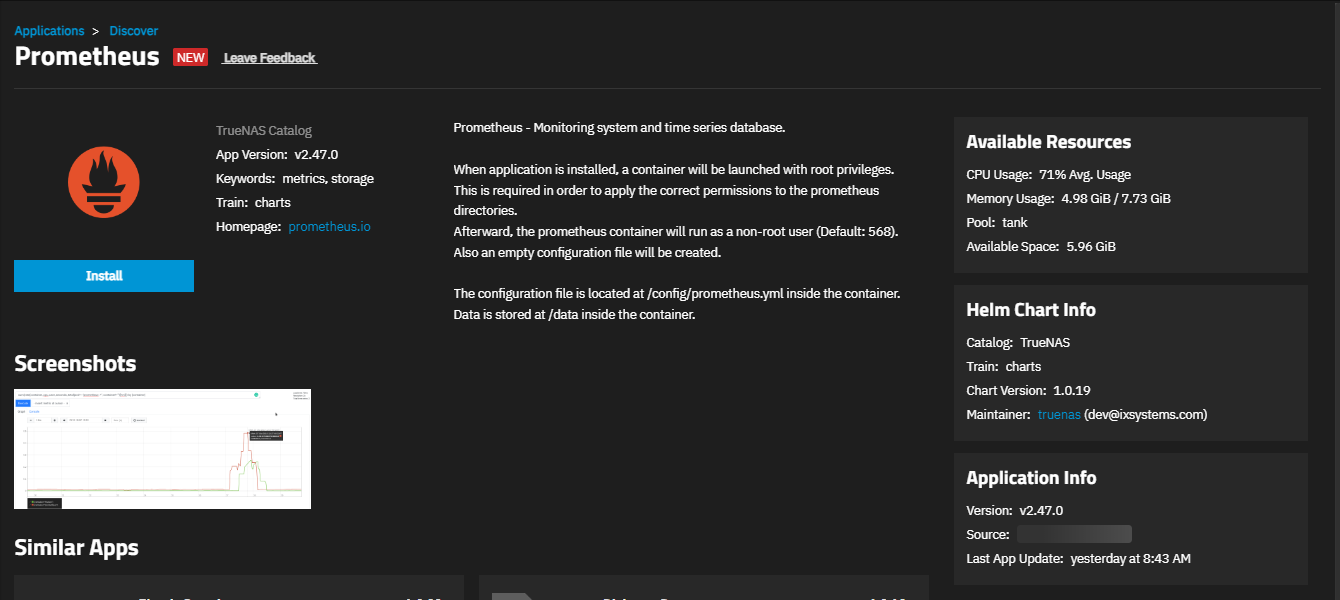 Applications > Discover
Prometheus NEW Leave Feedback
TrueNAS Catalog
App Version: v2.47.0
Keywords: metrics, storage
Train: charts
Homepage: prometheus.io
Install
Prometheus - Monitoring system and time series database.
When application is installed, a container will be launched with root privileges.
This is required in order to apply the correct permissions to the prometheus
directories.
Afterward, the prometheus container will run as a non-root user (Default: 568).
Also an empty configuration file will be created.
The configuration file is located at /config/prometheus.yml inside the container.
Data is stored at /data inside the container.
Available Resources
CPU Usage: 71% Avg. Usage
Memory Usage: 4.98 GiB / 7.73 GiB
Pool: tank
Available Space: 5.96 GiB
Helm Chart Info
Catalog: TrueNAS
Train: charts
Chart Version: 1.0.19
Maintainer: truenas (dev@ixsystems.com)
Application Info
Version: v2.47.0
Source:
Last App Update: yesterday at 8:43 AM
Screenshots
Similar Apps